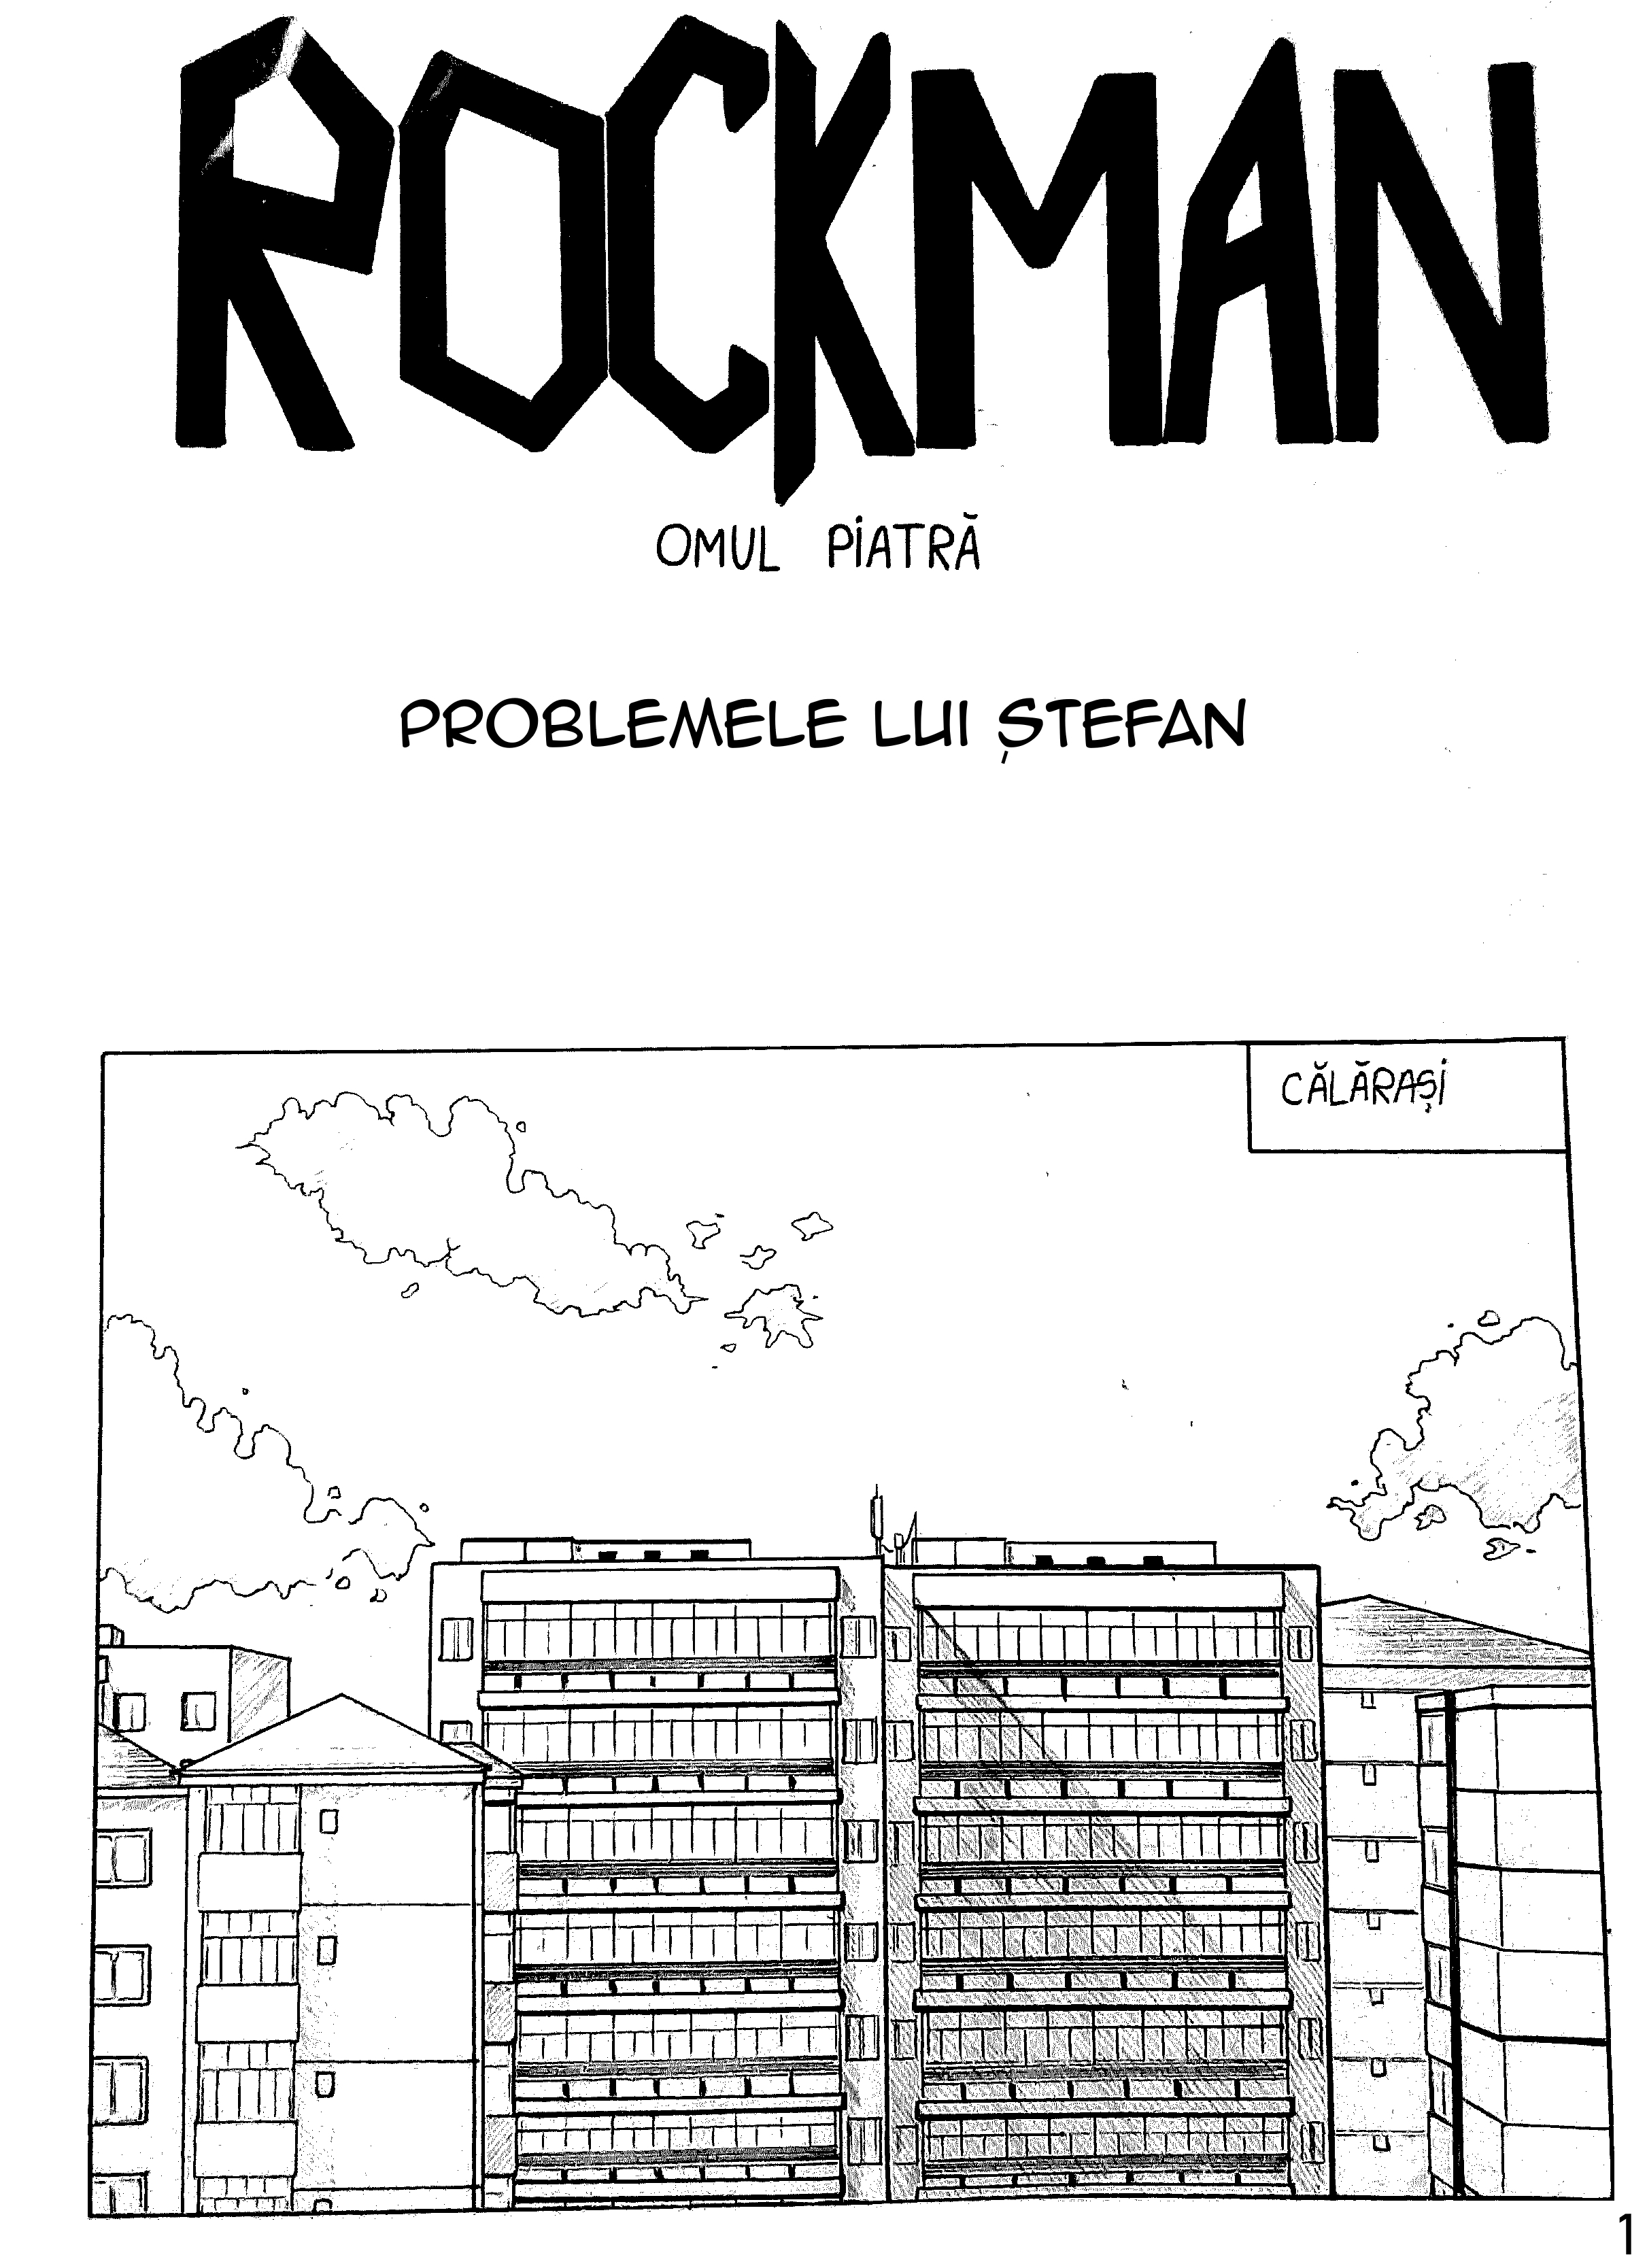 ROCKMAN
OMUL PIATRĂ
PROBLEMELE LUI ȘTEFAN
CĂLĂRAȘI
1